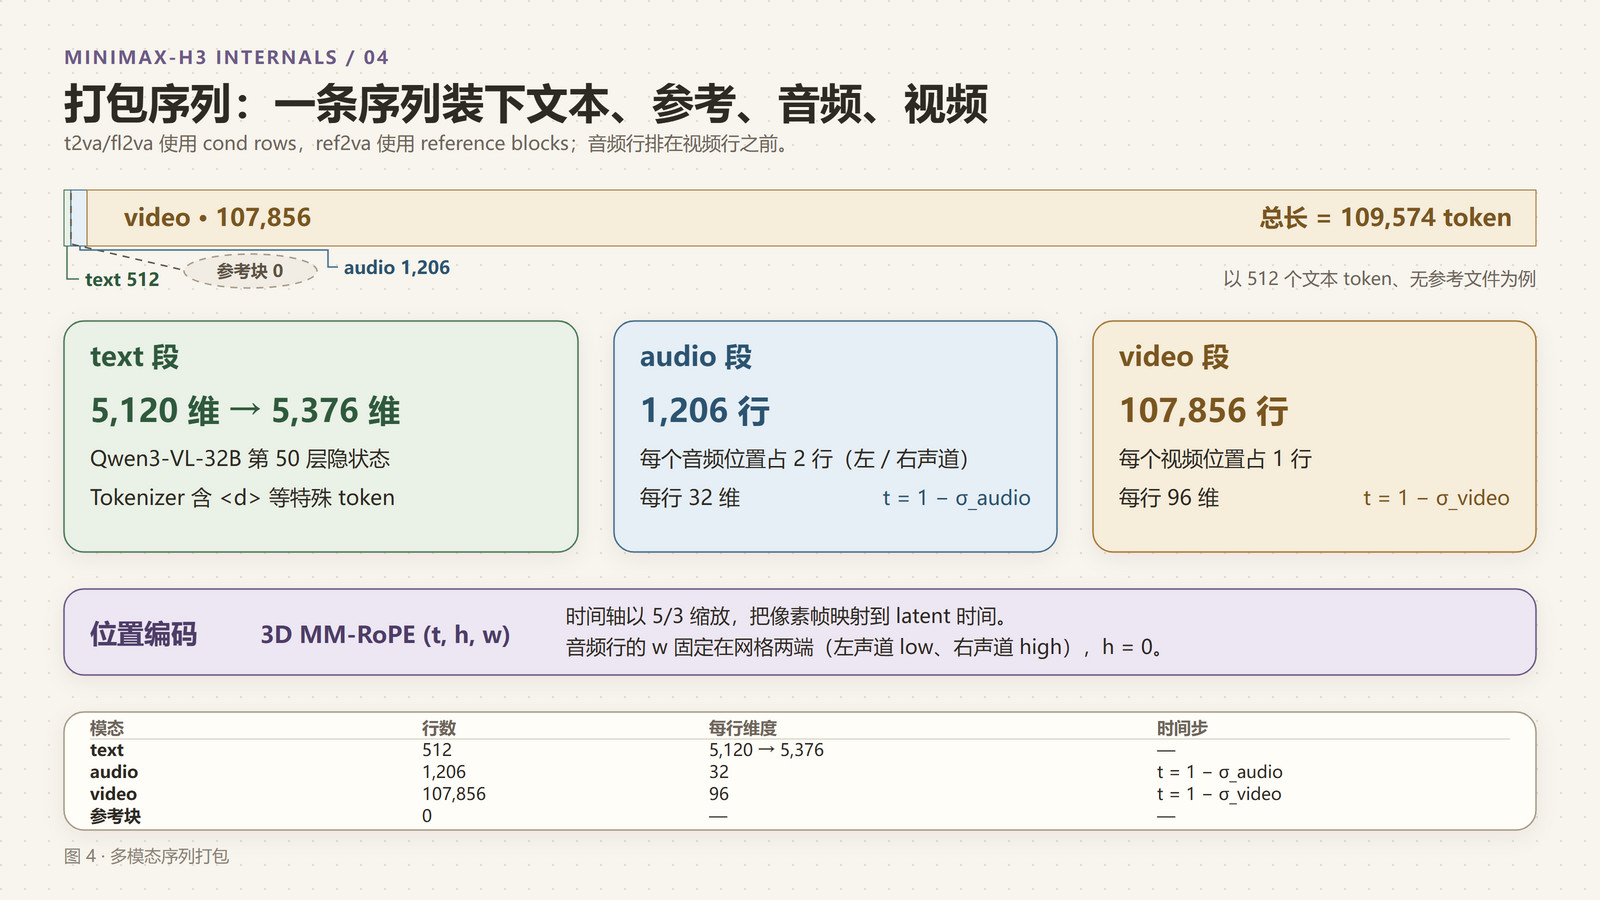 MINIMAX-H3 INTERNALS / 04
打包序列：一条序列装下文本、参考、音频、视频
t2va/fl2va 使用 cond rows，ref2va 使用 reference blocks；音频行排在视频行之前。
video • 107,856
总长 = 109,574 token
text 512
参考块 0
audio 1,206
以 512 个文本 token、无参考文件为例
text 段
5,120 维 → 5,376 维
Qwen3-VL-32B 第 50 层隐状态
Tokenizer 含 <d> 等特殊 token
audio 段
1,206 行
每个音频位置占 2 行（左 / 右声道）
每行 32 维
t = 1 − σ_audio
video 段
107,856 行
每个视频位置占 1 行
每行 96 维
t = 1 − σ_video
位置编码
3D MM-RoPE (t, h, w)
时间轴以 5/3 缩放，把像素帧映射到 latent 时间。
音频行的 w 固定在网格两端（左声道 low、右声道 high），h = 0。
模态 行数 每行维度 时间步
text 512 5,120 → 5,376 —
audio 1,206 32 t = 1 − σ_audio
video 107,856 96 t = 1 − σ_video
参考块 0 — —
图 4 · 多模态序列打包